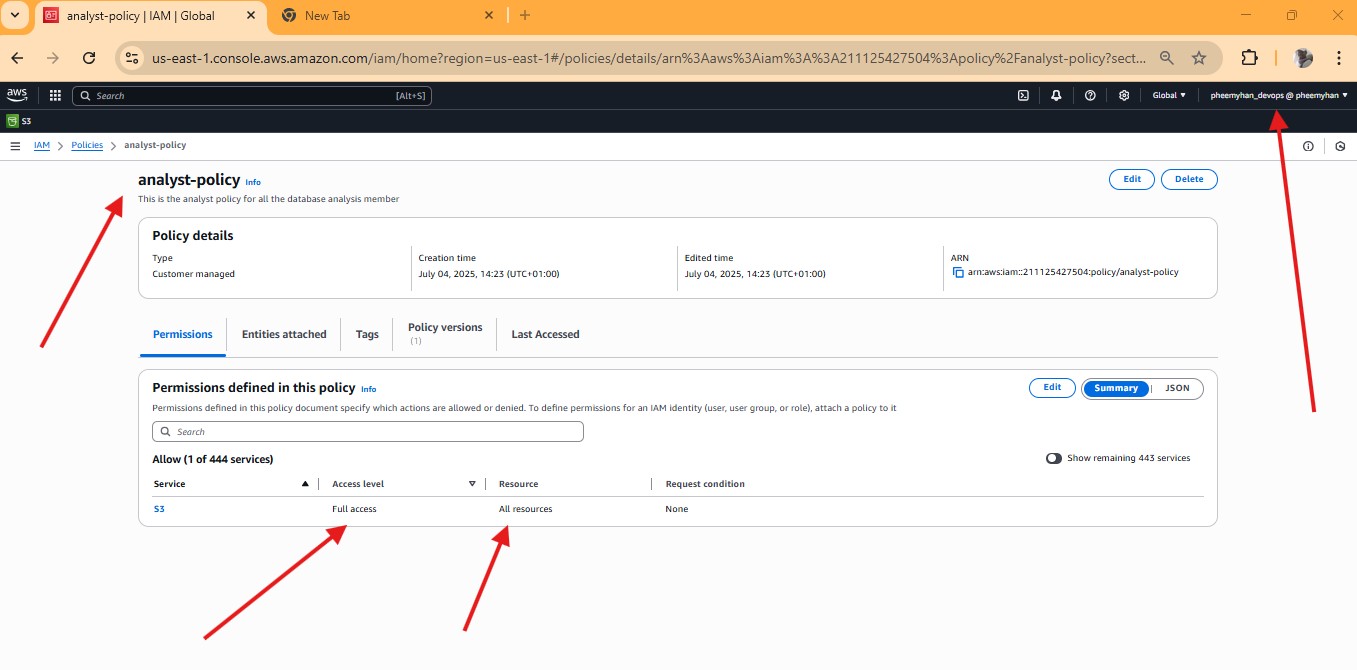 analyst-policy | IAM | Global
New Tab
us-east-1.console.aws.amazon.com/iam/home?region=us-east-1#/policies/details/arn%3Aaws%3Aiam%3A%3A211125427504%3Apolicy%2Fanalyst-policy?sect...
aws
Search
[Alt+S]
Global
pheemyhan_devops @ pheemyhan
S3
IAM
Policies
analyst-policy
analyst-policy Info
Edit
Delete
This is the analyst policy for all the database analysis member
Policy details
Type
Customer managed
Creation time
July 04, 2025, 14:23 (UTC+01:00)
Edited time
July 04, 2025, 14:23 (UTC+01:00)
ARN
arn:aws:iam::211125427504:policy/analyst-policy
Permissions
Entities attached
Tags
Policy versions
(1)
Last Accessed
Permissions defined in this policy Info
Edit
Summary
JSON
Permissions defined in this policy document specify which actions are allowed or denied. To define permissions for an IAM identity (user, user group, or role), attach a policy to it
Search
Allow (1 of 444 services)
Show remaining 443 services
Service
Access level
Resource
Request condition
S3
Full access
All resources
None